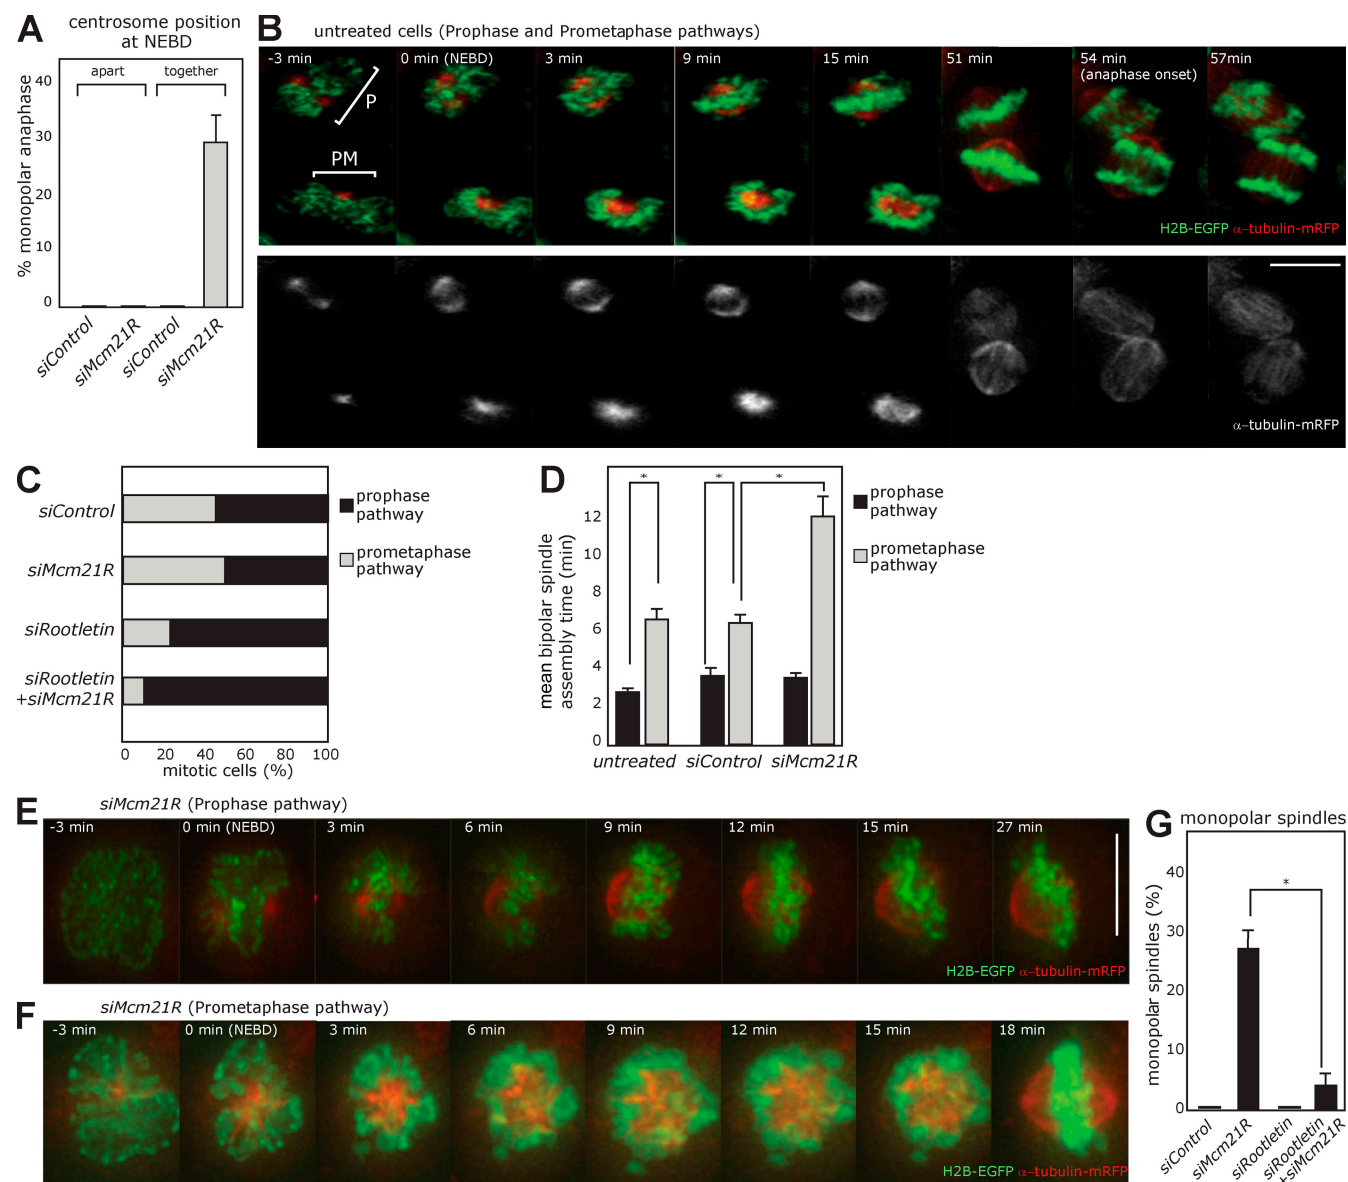 A
centrosome position
at NEBD
apart
together
% monopolar anaphase
40
30
20
10
0
siControl
siMcm21R
siControl
siMcm21R
B
untreated cells (Prophase and Prometaphase pathways)
-3 min
0 min (NEBD)
3 min
9 min
15 min
51 min
54 min
(anaphase onset)
57min
P
PM
H2B-EGFP α-tubulin-mRFP
α-tubulin-mRFP
C
siControl
siMcm21R
siRootletin
siRootletin
+siMcm21R
0 20 40 60 80 100
mitotic cells (%)
prophase
pathway
prometaphase
pathway
D
mean bipolar spindle
assembly time (min)
12
10
8
6
4
2
0
* * *
untreated siControl siMcm21R
prophase
pathway
prometaphase
pathway
E
siMcm21R (Prophase pathway)
-3 min
0 min (NEBD)
3 min
6 min
9 min
12 min
15 min
27 min
H2B-EGFP α-tubulin-mRFP
F
siMcm21R (Prometaphase pathway)
-3 min
0 min (NEBD)
3 min
6 min
9 min
12 min
15 min
18 min
H2B-EGFP α-tubulin-mRFP
G
monopolar spindles
monopolar spindles (%)
40
30
20
10
0
*
siControl
siMcm21R
siRootletin
siRootletin
+siMcm21R